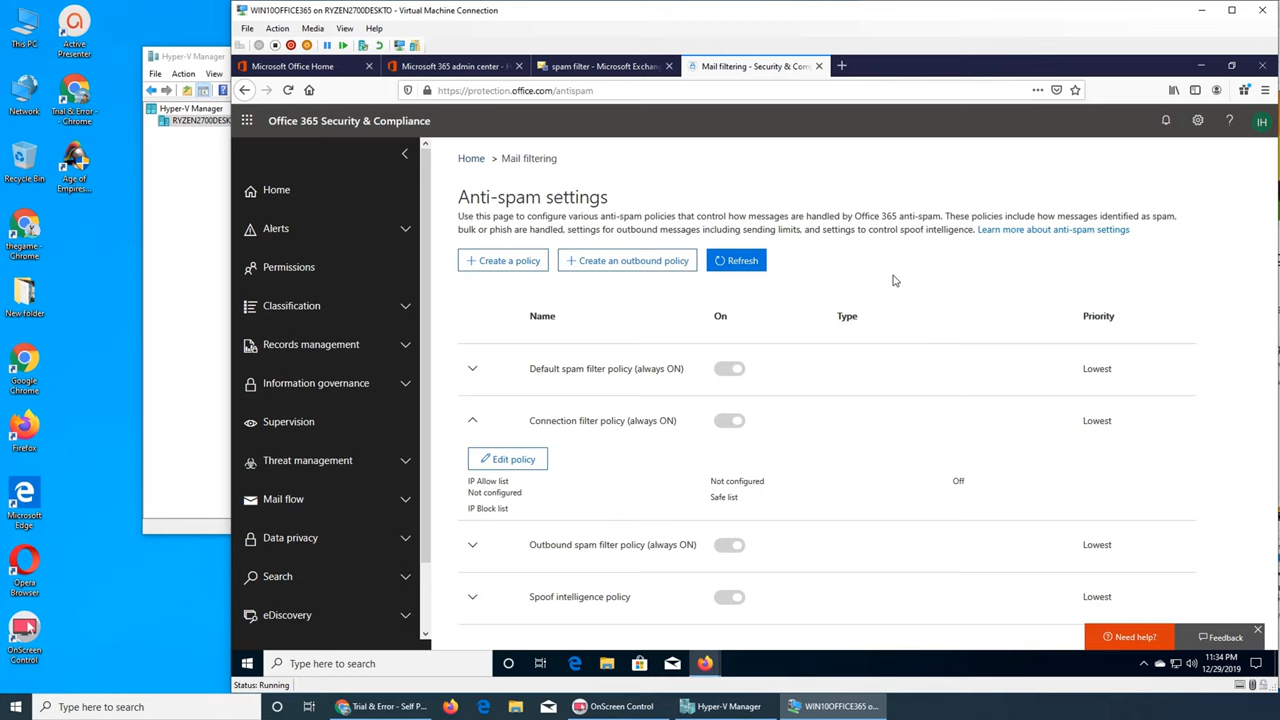 WIN10OFFICE365 on RYZEN2700DESKTO - Virtual Machine Connection
File Action Media View Help
This PC
Active
Presenter
Hyper-V Manager
File Action View
Hyper-V Manager
RYZEN2700DESK
Network
Trial & Error -
- Chrome
Recycle Bin
Age of
Empires...
thegame -
Chrome
New folder
Google
Chrome
Firefox
Microsoft
Edge
Opera
Browser
OnScreen
Control
Microsoft Office Home
Microsoft 365 admin center - H
spam filter - Microsoft Exchang
Mail filtering - Security & Com
https://protection.office.com/antispam
Office 365 Security & Compliance
IH
Home
Alerts
Permissions
Classification
Records management
Information governance
Supervision
Threat management
Mail flow
Data privacy
Search
eDiscovery
Home > Mail filtering
Anti-spam settings
Use this page to configure various anti-spam policies that control how messages are handled by Office 365 anti-spam. These policies include how messages identified as spam,
bulk or phish are handled, settings for outbound messages including sending limits, and settings to control spoof intelligence. Learn more about anti-spam settings
+ Create a policy
+ Create an outbound policy
Refresh
Name On Type Priority
Default spam filter policy (always ON) Lowest
Connection filter policy (always ON) Lowest
Edit policy
IP Allow list
Not configured
IP Block list
Not configured
Safe list
Off
Outbound spam filter policy (always ON) Lowest
Spoof intelligence policy Lowest
Need help?
Feedback
Type here to search
11:34 PM
12/29/2019
Status: Running
Type here to search
Trial & Error - Self P...
OnScreen Control
Hyper-V Manager
WIN10OFFICE365 o...